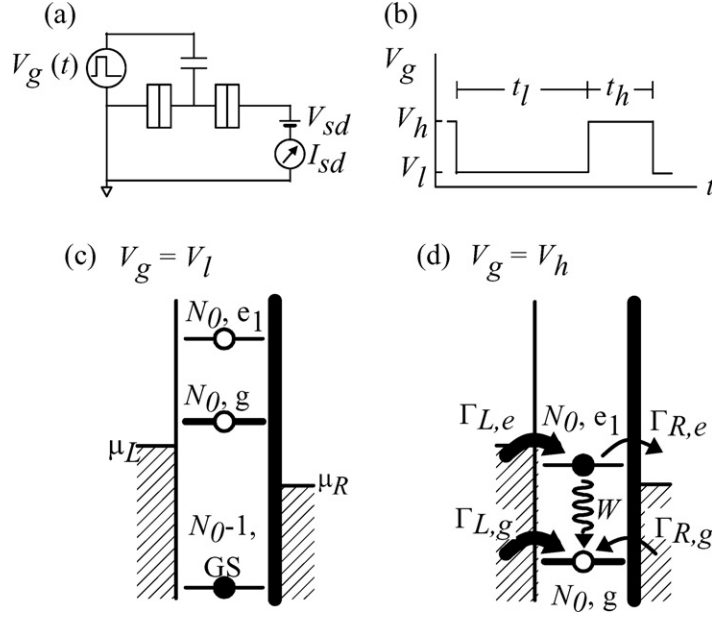 (a)
V_g (t)
V_sd
I_sd
(b)
V_g
t_l
t_h
V_h
V_l
t
(c) V_g = V_l
N_0, e_1
N_0, g
μ_L
μ_R
N_0-1,
GS
(d) V_g = V_h
Γ_L,e
N_0, e_1
Γ_R,e
Γ_L,g
W
Γ_R,g
N_0, g